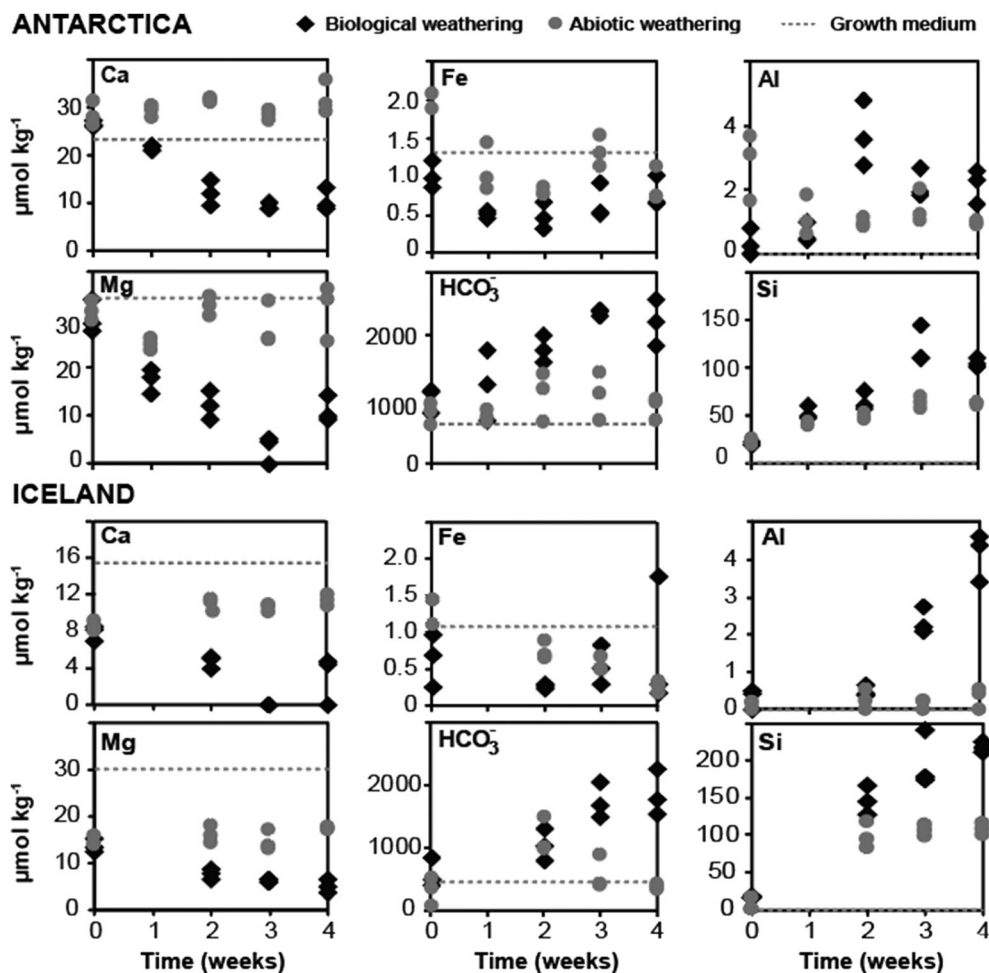 ANTARCTICA
Biological weathering Abiotic weathering Growth medium
Ca Fe Al
30 20 10 0
2.0 1.5 1.0 0.5 0
4 2 0
µmol kg⁻¹
Mg HCO₃⁻ Si
30 20 10 0
2000 1000 0
150 100 50 0
µmol kg⁻¹
ICELAND
Ca Fe Al
16 12 8 4 0
2.0 1.5 1.0 0.5 0
5 4 3 2 1 0
µmol kg⁻¹
Mg HCO₃⁻ Si
30 20 10 0
2000 1000 0
200 150 100 50 0
µmol kg⁻¹
0 1 2 3 4 0 1 2 3 4 0 1 2 3 4
Time (weeks) Time (weeks) Time (weeks)